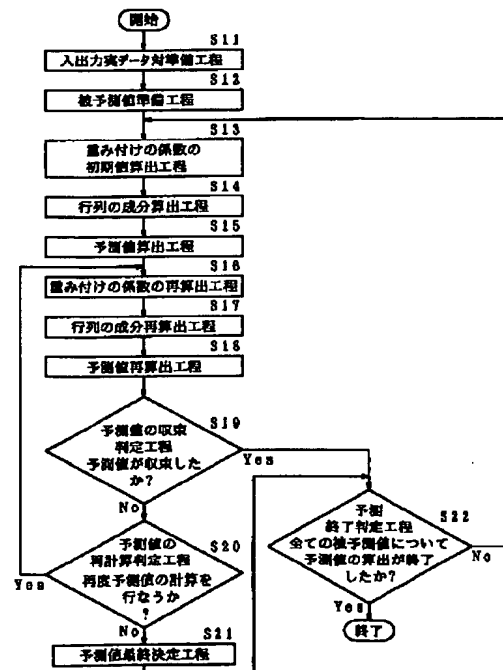 開始
S11
入出力実データ対準備工程
S12
被予測値準備工程
S13
重み付けの係数の
初期値算出工程
S14
行列の成分算出工程
S15
予測値算出工程
S16
重み付けの係数の再算出工程
S17
行列の成分再算出工程
S18
予測値再算出工程
S19
予測値の収束
判定工程
予測値が収束した
か?
Yes
No
S20
予測値の
再計算判定工程
再度予測値の計算を
行なうか
?
Yes
No
S21
予測値最終決定工程
S22
予測
終了判定工程
全ての被予測値について
予測値の算出が終了
したか?
No
Yes
終了